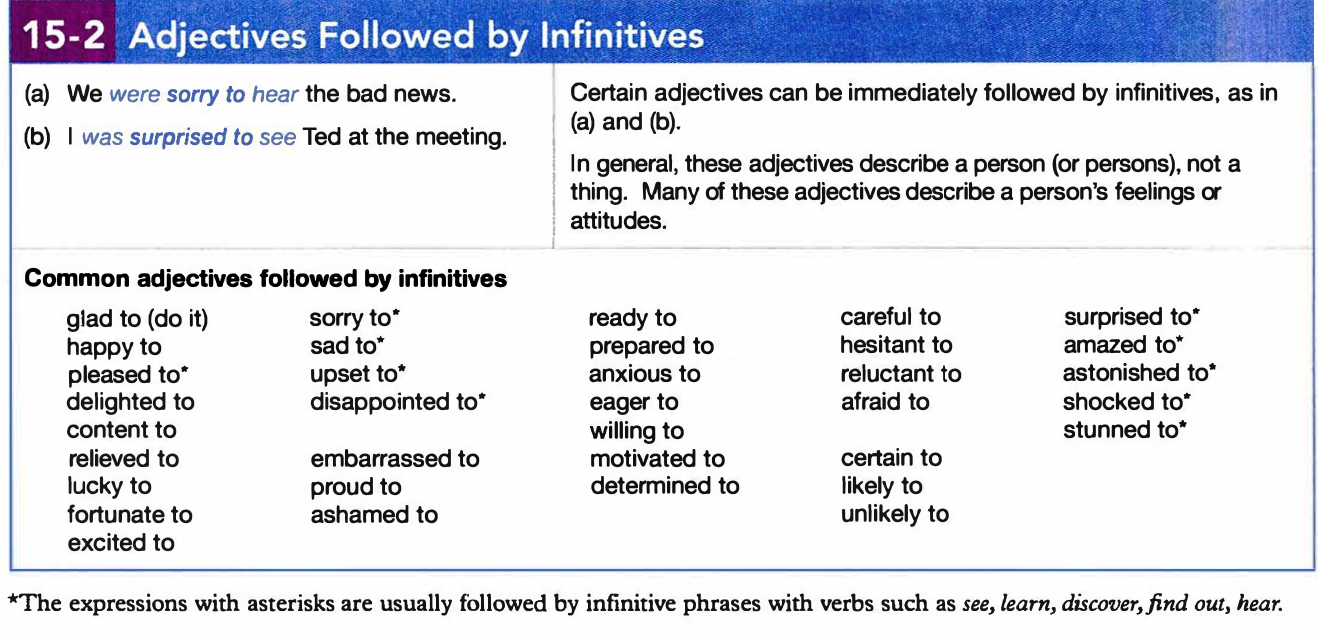 15-2 Adjectives Followed by Infinitives
(a) We were sorry to hear the bad news.
(b) I was surprised to see Ted at the meeting.
Certain adjectives can be immediately followed by infinitives, as in
(a) and (b).
In general, these adjectives describe a person (or persons), not a
thing. Many of these adjectives describe a person's feelings or
attitudes.
Common adjectives followed by infinitives
glad to (do it)
happy to
pleased to*
delighted to
content to
relieved to
lucky to
fortunate to
excited to
sorry to*
sad to*
upset to*
disappointed to*
embarrassed to
proud to
ashamed to
ready to
prepared to
anxious to
eager to
willing to
motivated to
determined to
careful to
hesitant to
reluctant to
afraid to
certain to
likely to
unlikely to
surprised to*
amazed to*
astonished to*
shocked to*
stunned to*
*The expressions with asterisks are usually followed by infinitive phrases with verbs such as see, learn, discover, find out, hear.